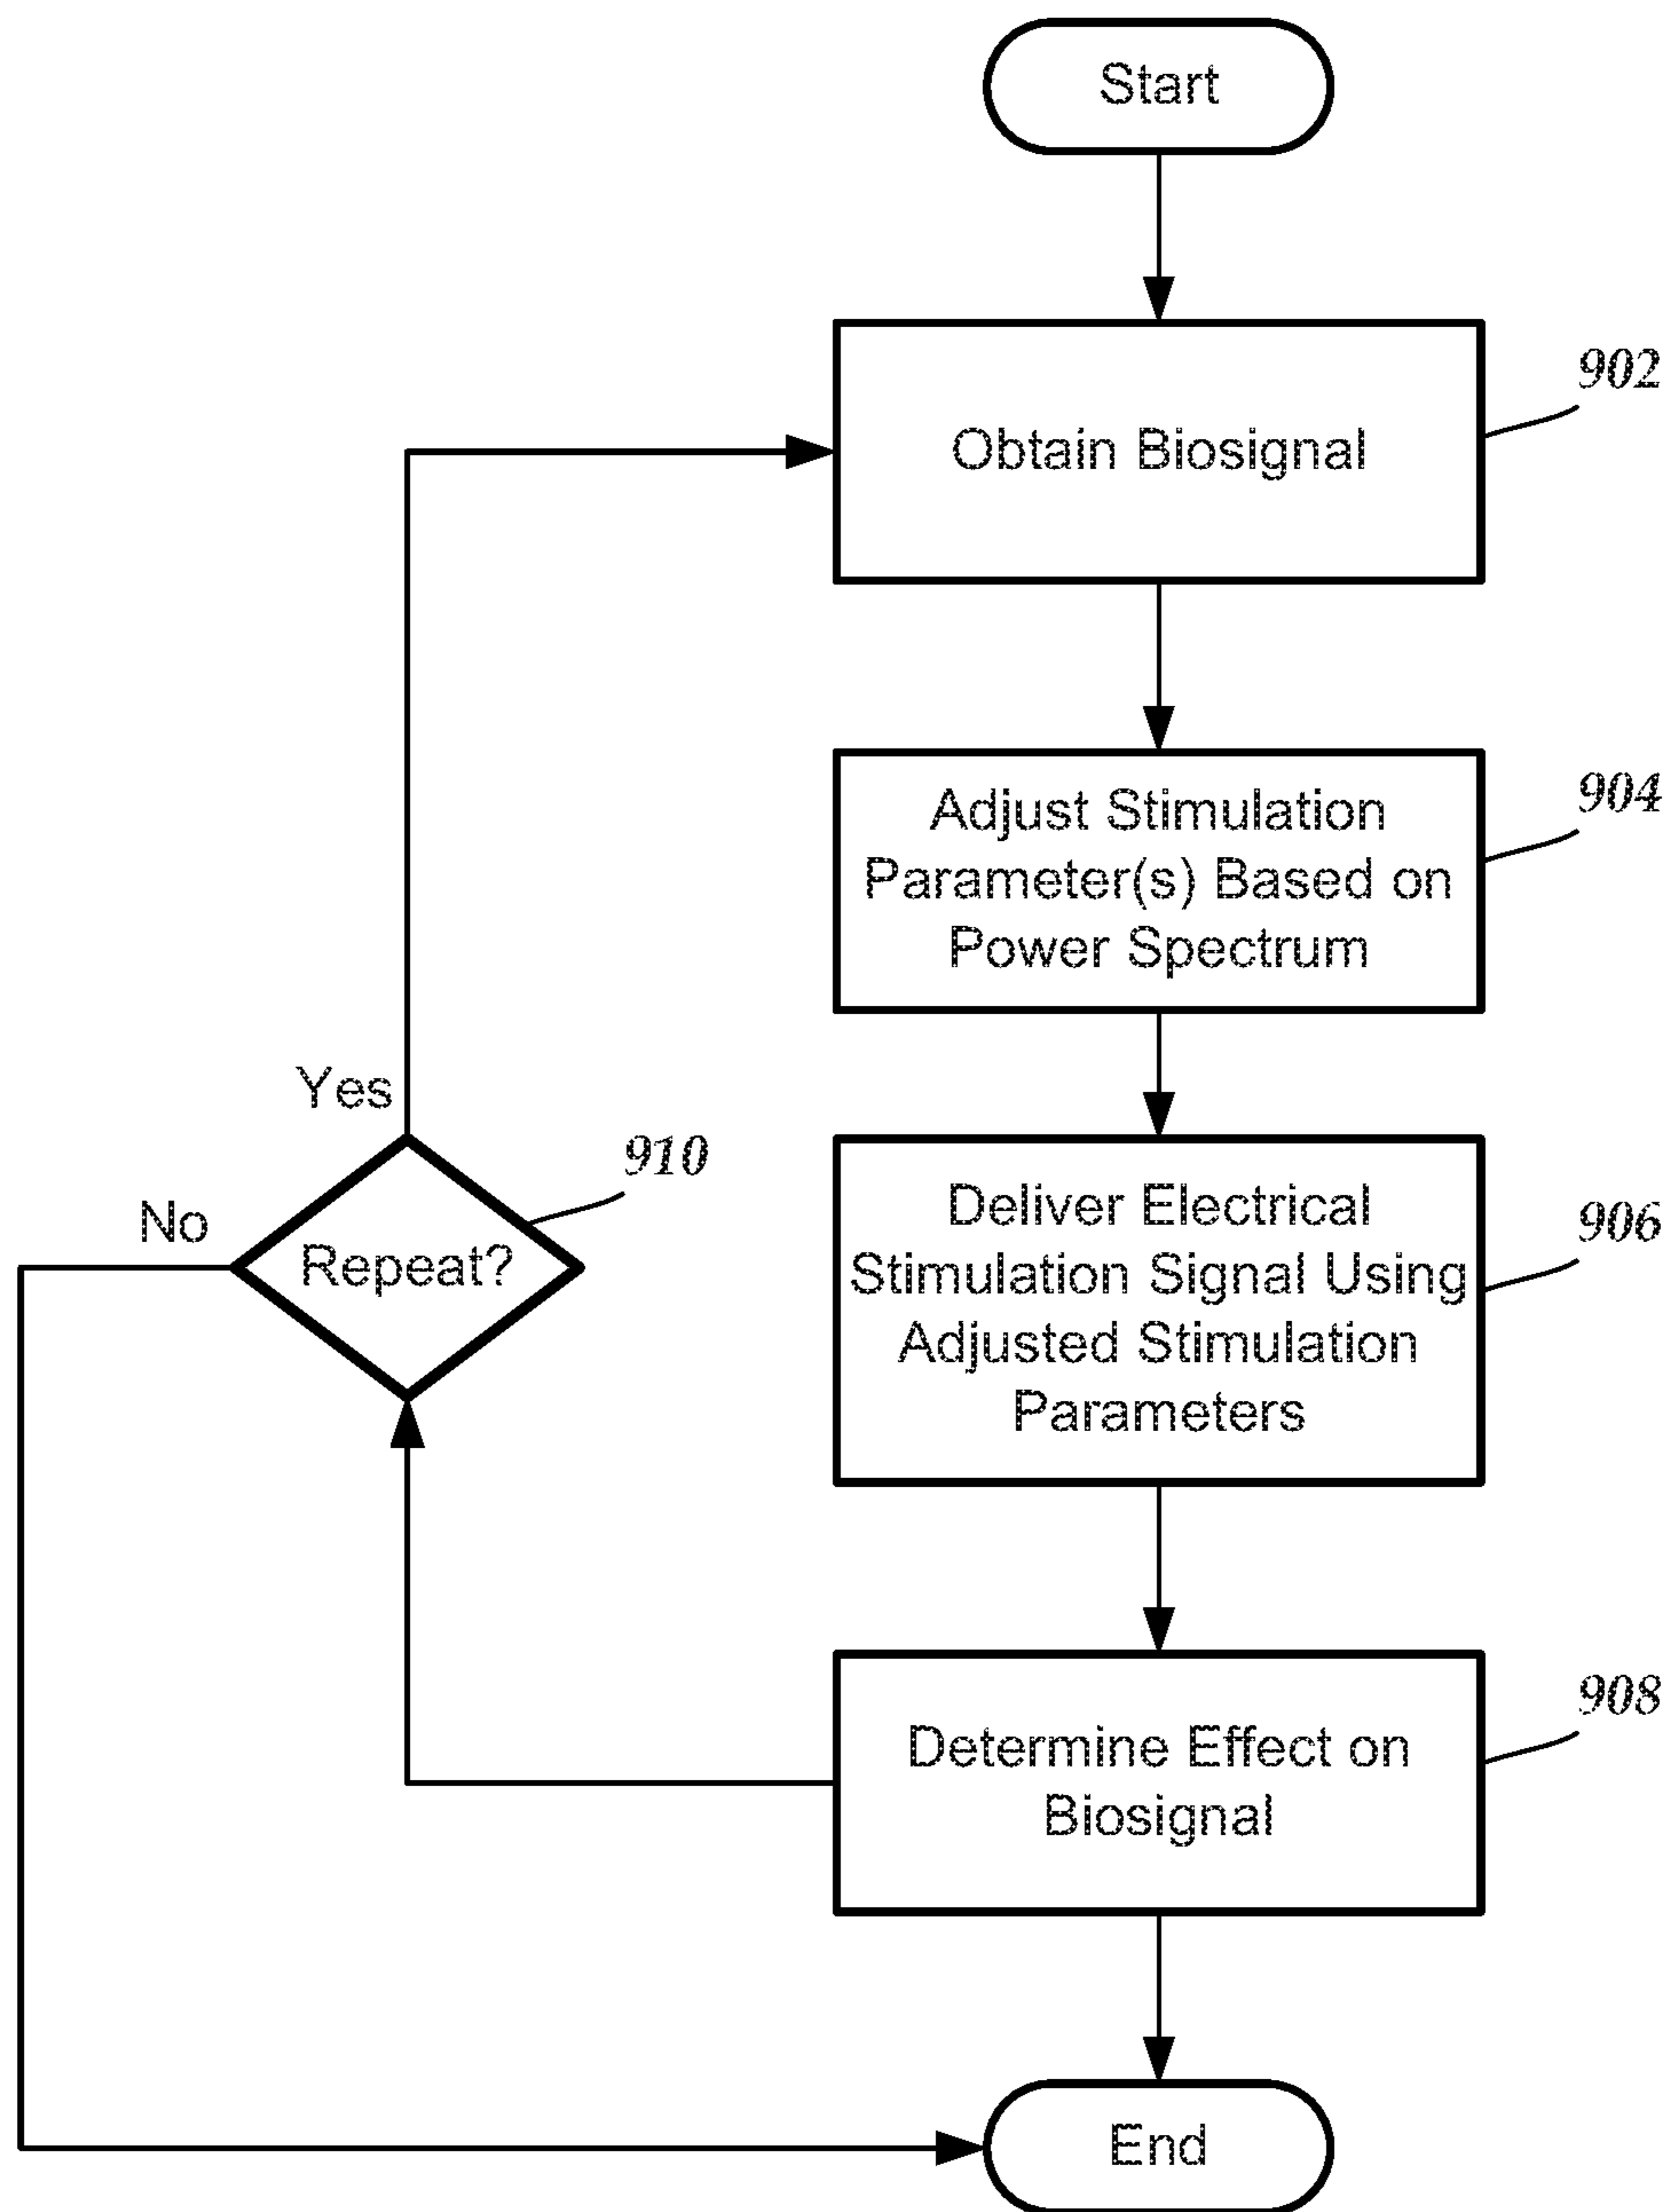 Start
Obtain Biosignal
902
Adjust Stimulation
Parameter(s) Based on
Power Spectrum
904
Deliver Electrical
Stimulation Signal Using
Adjusted Stimulation
Parameters
906
Determine Effect on
Biosignal
908
Yes
No
Repeat?
910
End